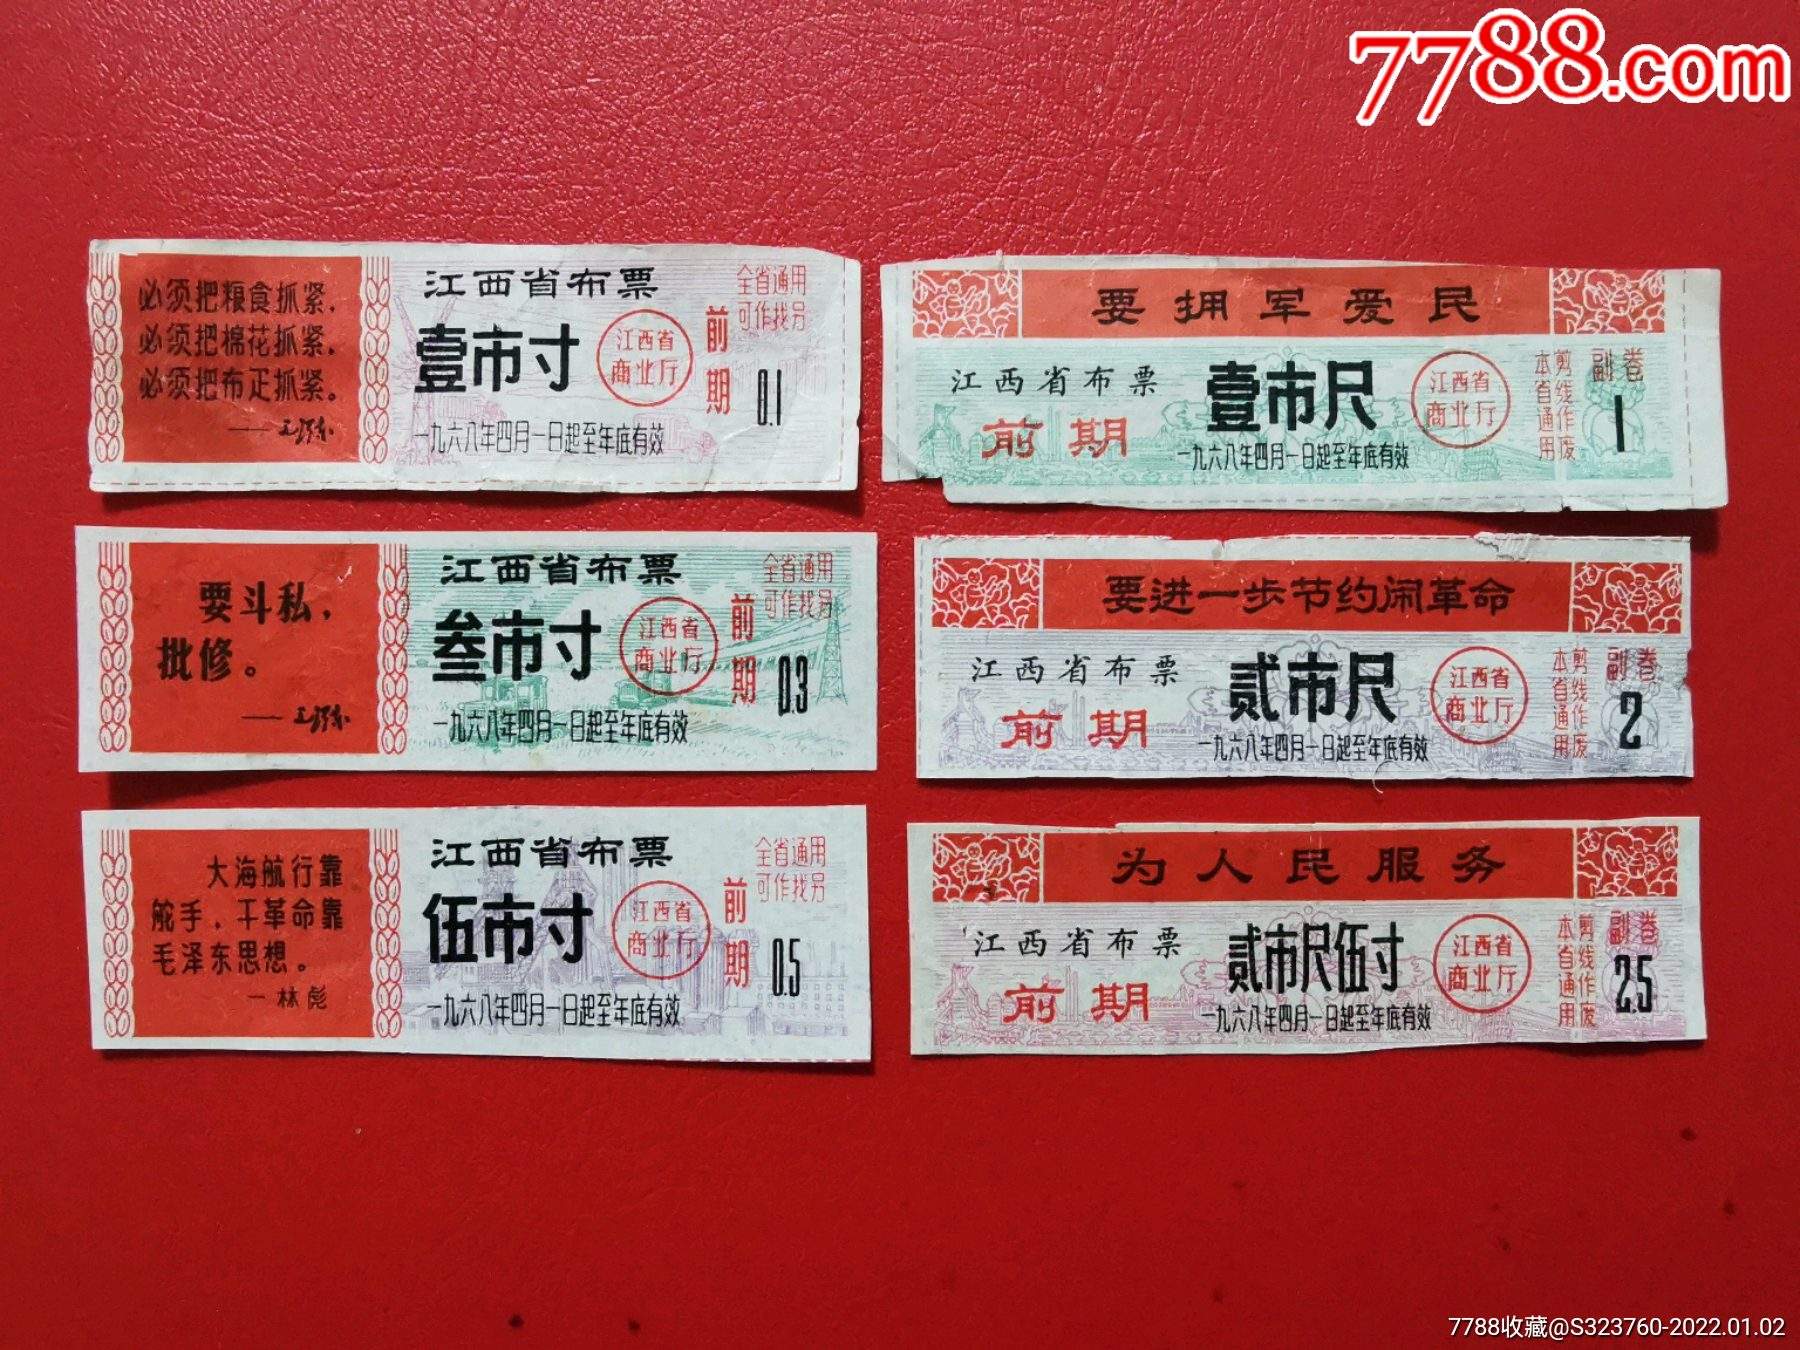 7788.com
必须把粮食抓紧，
必须把棉花抓紧，
必须把布疋抓紧。
——毛泽东
江西省布票
壹市寸
江西省
商业厅
前期
全省通用
可作找另
0.1
一九六八年四月一日起至年底有效
要拥军爱民
江西省布票
前期
壹市尺
江西省
商业厅
一九六八年四月一日起至年底有效
本省通用
剪线作废
副卷
1
要斗私，
批修。
——毛泽东
江西省布票
叁市寸
江西省
商业厅
前期
全省通用
可作找另
0.3
一九六八年四月一日起至年底有效
要进一步节约闹革命
江西省布票
前期
贰市尺
江西省
商业厅
一九六八年四月一日起至年底有效
本省通用
剪线作废
副卷
2
大海航行靠
舵手，干革命靠
毛泽东思想。
—林彪
江西省布票
伍市寸
江西省
商业厅
前期
全省通用
可作找另
0.5
一九六八年四月一日起至年底有效
为人民服务
江西省布票
前期
贰市尺伍寸
江西省
商业厅
一九六八年四月一日起至年底有效
本省通用
剪线作废
副卷
2.5
7788收藏@S323760-2022.01.02